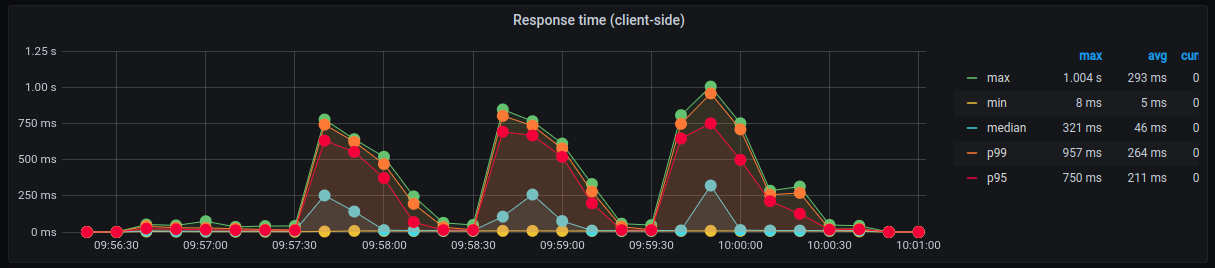 Response time (client-side)
1.25 s
1.00 s
750 ms
500 ms
250 ms
0 ms
09:56:30 09:57:00 09:57:30 09:58:00 09:58:30 09:59:00 09:59:30 10:00:00 10:00:30 10:01:00
max avg curr
max 1.004 s 293 ms 0
min 8 ms 5 ms 0
median 321 ms 46 ms 0
p99 957 ms 264 ms 0
p95 750 ms 211 ms 0